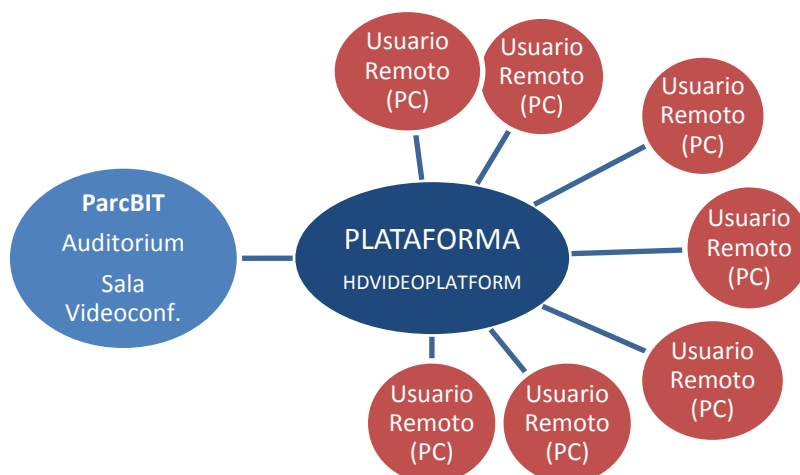 ParcBIT
Auditorium
Sala
Videoconf.
PLATAFORMA
HDVIDEOPLATFORM
Usuario
Remoto
(PC)
Usuario
Remoto
(PC)
Usuario
Remoto
(PC)
Usuario
Remoto
(PC)
Usuario
Remoto
(PC)
Usuario
Remoto
(PC)
Usuario
Remoto
(PC)